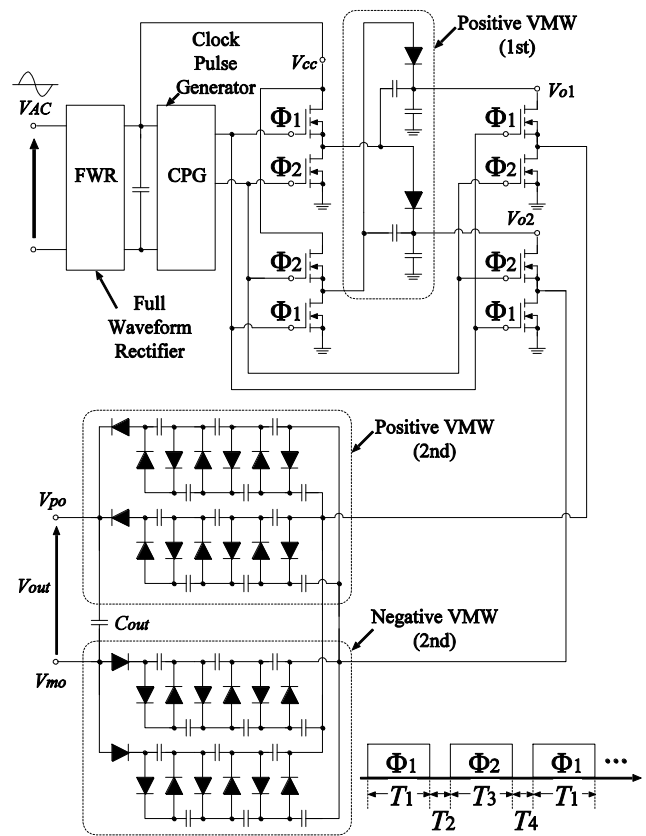 Positive VMW
(1st)
Clock
Pulse
Generator
Vcc
VAC
Vo1
Φ1
Φ1
Φ2
Φ2
FWR
CPG
Vo2
Φ2
Φ2
Φ1
Φ1
Full
Waveform
Rectifier
Positive VMW
(2nd)
Vpo
Vout
Cout
Negative VMW
(2nd)
Vmo
Φ1
Φ2
Φ1
...
T1
T2
T3
T4
T1